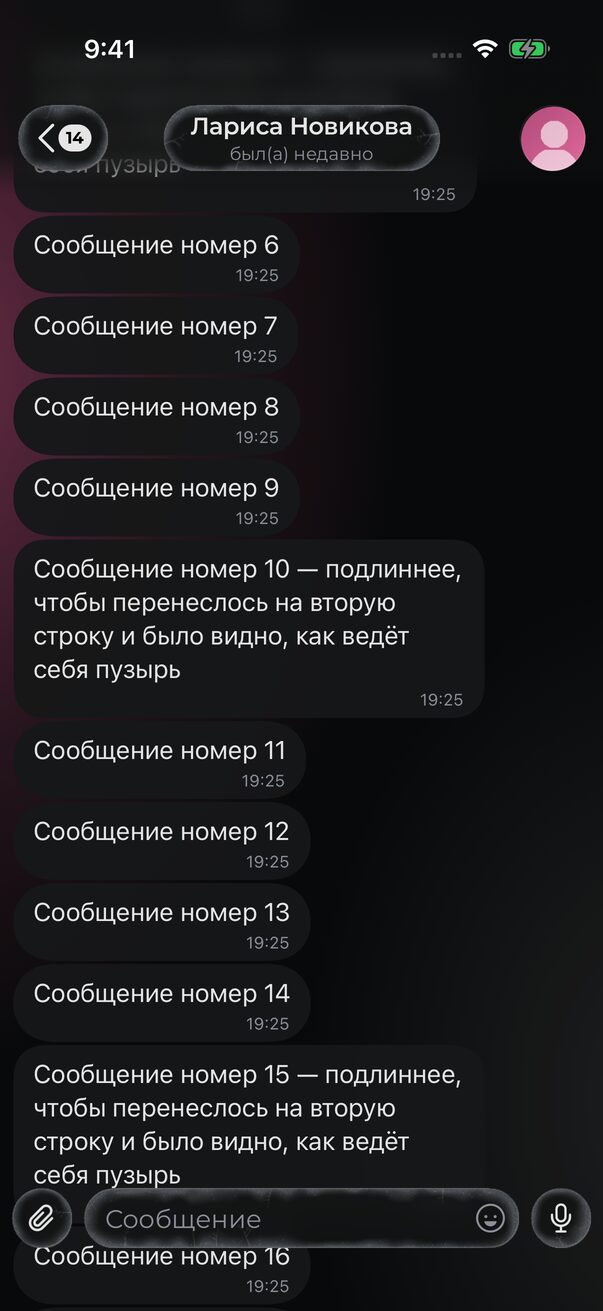 9:41
14
Лариса Новикова
был(а) недавно
себя пузырь
19:25
Сообщение номер 6
19:25
Сообщение номер 7
19:25
Сообщение номер 8
19:25
Сообщение номер 9
19:25
Сообщение номер 10 — подлиннее,
чтобы перенеслось на вторую
строку и было видно, как ведёт
себя пузырь
19:25
Сообщение номер 11
19:25
Сообщение номер 12
19:25
Сообщение номер 13
19:25
Сообщение номер 14
19:25
Сообщение номер 15 — подлиннее,
чтобы перенеслось на вторую
строку и было видно, как ведёт
себя пузырь
Сообщение
Сообщение номер 16
19:25